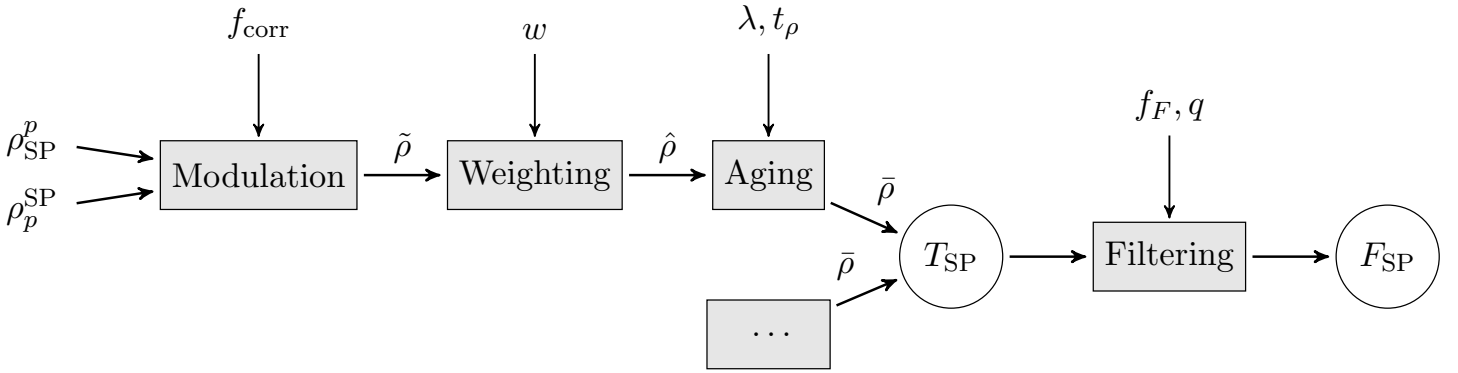 f_corr
w
λ, t_ρ
f_F, q
ρ^p_SP
ρ^SP_p
Modulation
ρ̃
Weighting
ρ̂
Aging
ρ̄
ρ̄
T_SP
Filtering
F_SP
...